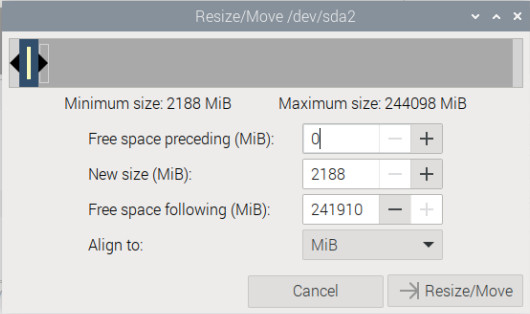 Resize/Move /dev/sda2
Minimum size: 2188 MiB Maximum size: 244098 MiB
Free space preceding (MiB): 0
New size (MiB): 2188
Free space following (MiB): 241910
Align to: MiB
Cancel Resize/Move